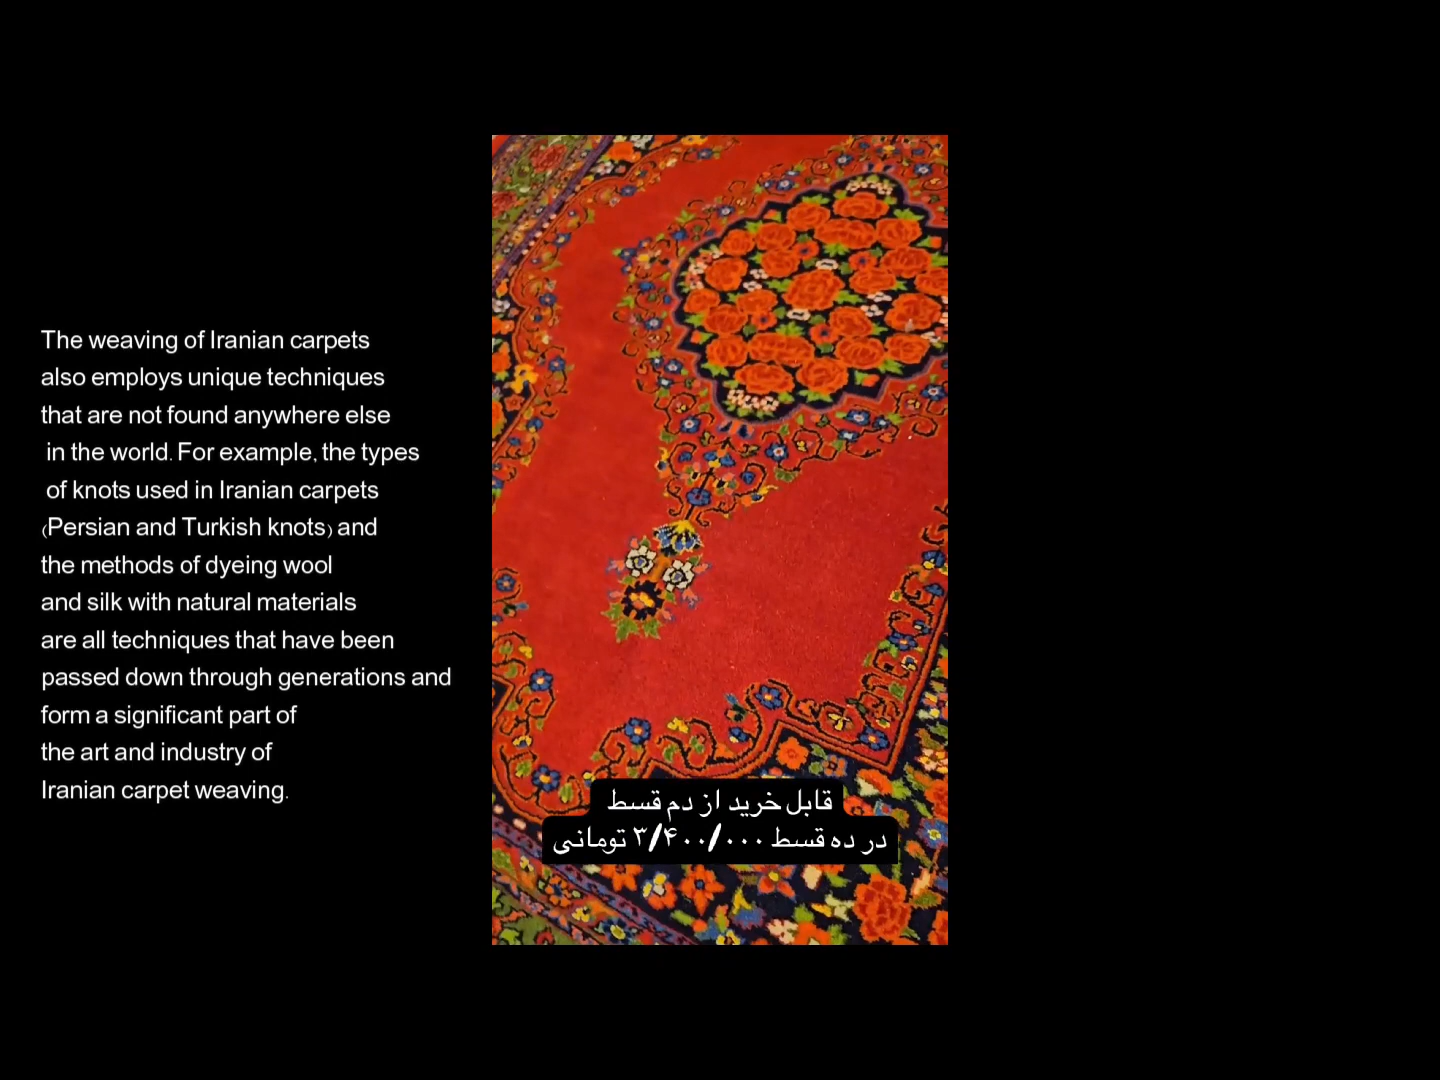 The weaving of Iranian carpets
also employs unique techniques
that are not found anywhere else
in the world. For example, the types
of knots used in Iranian carpets
(Persian and Turkish knots) and
the methods of dyeing wool
and silk with natural materials
are all techniques that have been
passed down through generations and
form a significant part of
the art and industry of
Iranian carpet weaving.
قابل خرید از دم قسط
در ده قسط ۳/۴۰۰/۰۰۰ تومانی